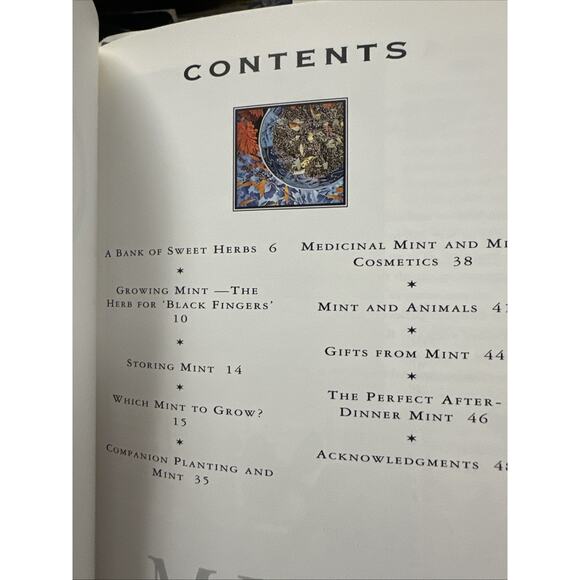 CONTENTS
A BANK OF SWEET HERBS 6
✶
GROWING MINT —THE
HERB FOR 'BLACK FINGERS'
10
✶
STORING MINT 14
✶
WHICH MINT TO GROW?
15
✶
COMPANION PLANTING AND
MINT 35
MEDICINAL MINT AND
COSMETICS 38
✶
MINT AND ANIMALS
✶
GIFTS FROM MINT 44
✶
THE PERFECT AFTER-
DINNER MINT 46
✶
ACKNOWLEDGMENTS